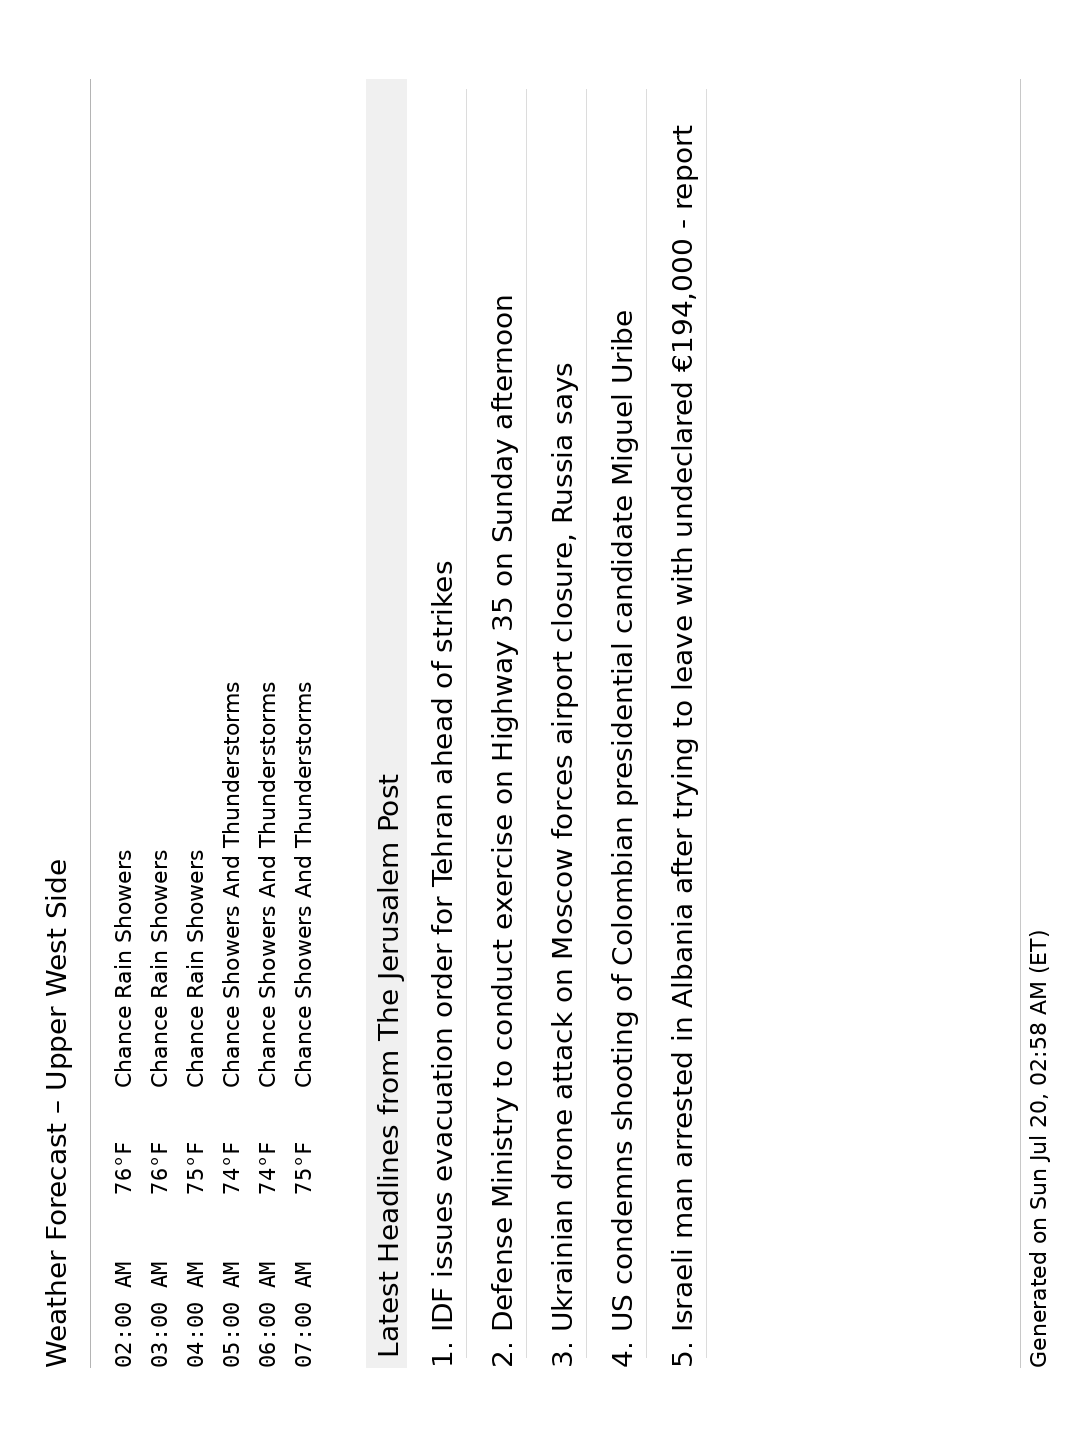 Weather Forecast – Upper West Side
02:00 AM 76°F Chance Rain Showers
03:00 AM 76°F Chance Rain Showers
04:00 AM 75°F Chance Rain Showers
05:00 AM 74°F Chance Showers And Thunderstorms
06:00 AM 74°F Chance Showers And Thunderstorms
07:00 AM 75°F Chance Showers And Thunderstorms
Latest Headlines from The Jerusalem Post
1. IDF issues evacuation order for Tehran ahead of strikes
2. Defense Ministry to conduct exercise on Highway 35 on Sunday afternoon
3. Ukrainian drone attack on Moscow forces airport closure, Russia says
4. US condemns shooting of Colombian presidential candidate Miguel Uribe
5. Israeli man arrested in Albania after trying to leave with undeclared €194,000 - report
Generated on Sun Jul 20, 02:58 AM (ET)